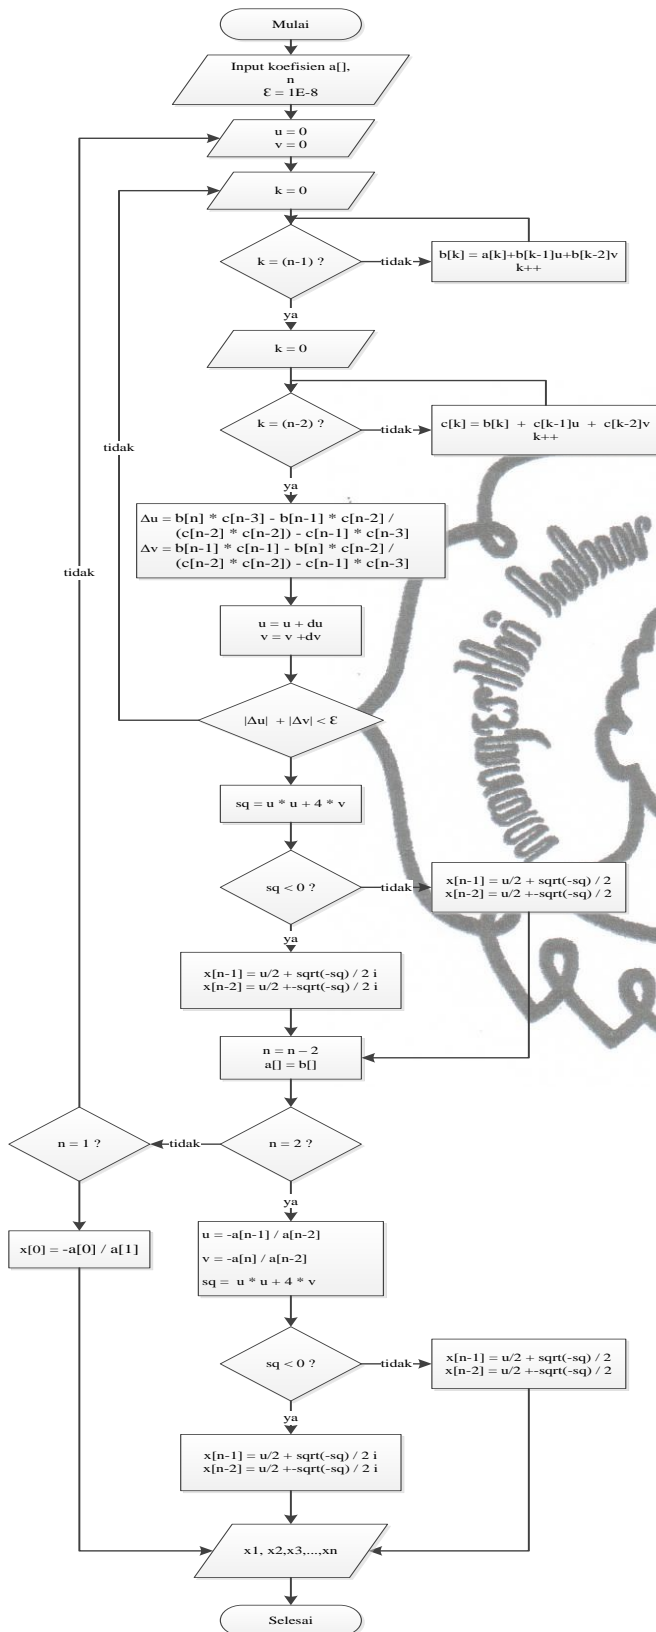 Mulai
Input koefisien a[],
n
Ɛ = 1E-8
u = 0
v = 0
k = 0
k = (n-1) ?
tidak
b[k] = a[k]+b[k-1]u+b[k-2]v
k++
ya
k = 0
k = (n-2) ?
tidak
c[k] = b[k] + c[k-1]u + c[k-2]v
k++
ya
tidak
tidak
Δu = b[n] * c[n-3] - b[n-1] * c[n-2] /
(c[n-2] * c[n-2]) - c[n-1] * c[n-3]
Δv = b[n-1] * c[n-1] - b[n] * c[n-2] /
(c[n-2] * c[n-2]) - c[n-1] * c[n-3]
u = u + du
v = v +dv
|Δu| + |Δv| < Ɛ
sq = u * u + 4 * v
sq < 0 ?
tidak
x[n-1] = u/2 + sqrt(-sq) / 2
x[n-2] = u/2 +-sqrt(-sq) / 2
ya
x[n-1] = u/2 + sqrt(-sq) / 2 i
x[n-2] = u/2 +-sqrt(-sq) / 2 i
n = n – 2
a[] = b[]
n = 1 ?
tidak
n = 2 ?
ya
x[0] = -a[0] / a[1]
u = -a[n-1] / a[n-2]
v = -a[n] / a[n-2]
sq = u * u + 4 * v
sq < 0 ?
tidak
x[n-1] = u/2 + sqrt(-sq) / 2
x[n-2] = u/2 +-sqrt(-sq) / 2
ya
x[n-1] = u/2 + sqrt(-sq) / 2 i
x[n-2] = u/2 +-sqrt(-sq) / 2 i
x1, x2,x3,...,xn
Selesai